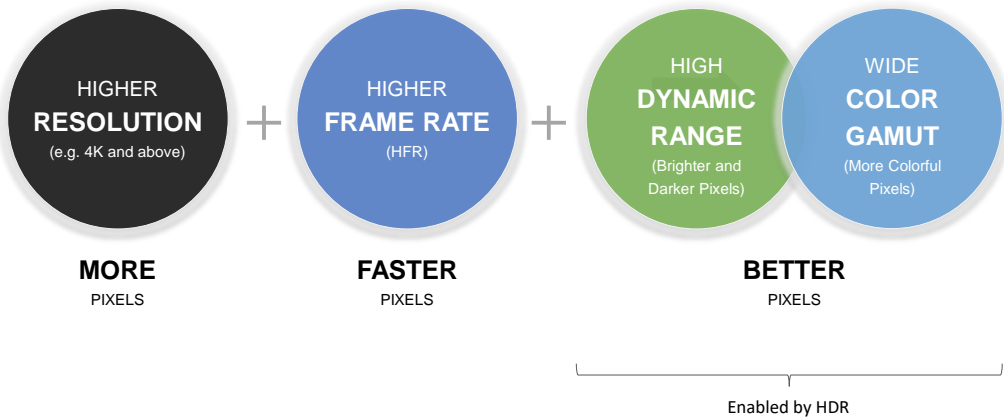 HIGHER
RESOLUTION
(e.g. 4K and above)
HIGHER
FRAME RATE
(HFR)
HIGH
DYNAMIC
RANGE
(Brighter and
Darker Pixels)
WIDE
COLOR
GAMUT
(More Colorful
Pixels)
MORE
PIXELS
FASTER
PIXELS
BETTER
PIXELS
Enabled by HDR